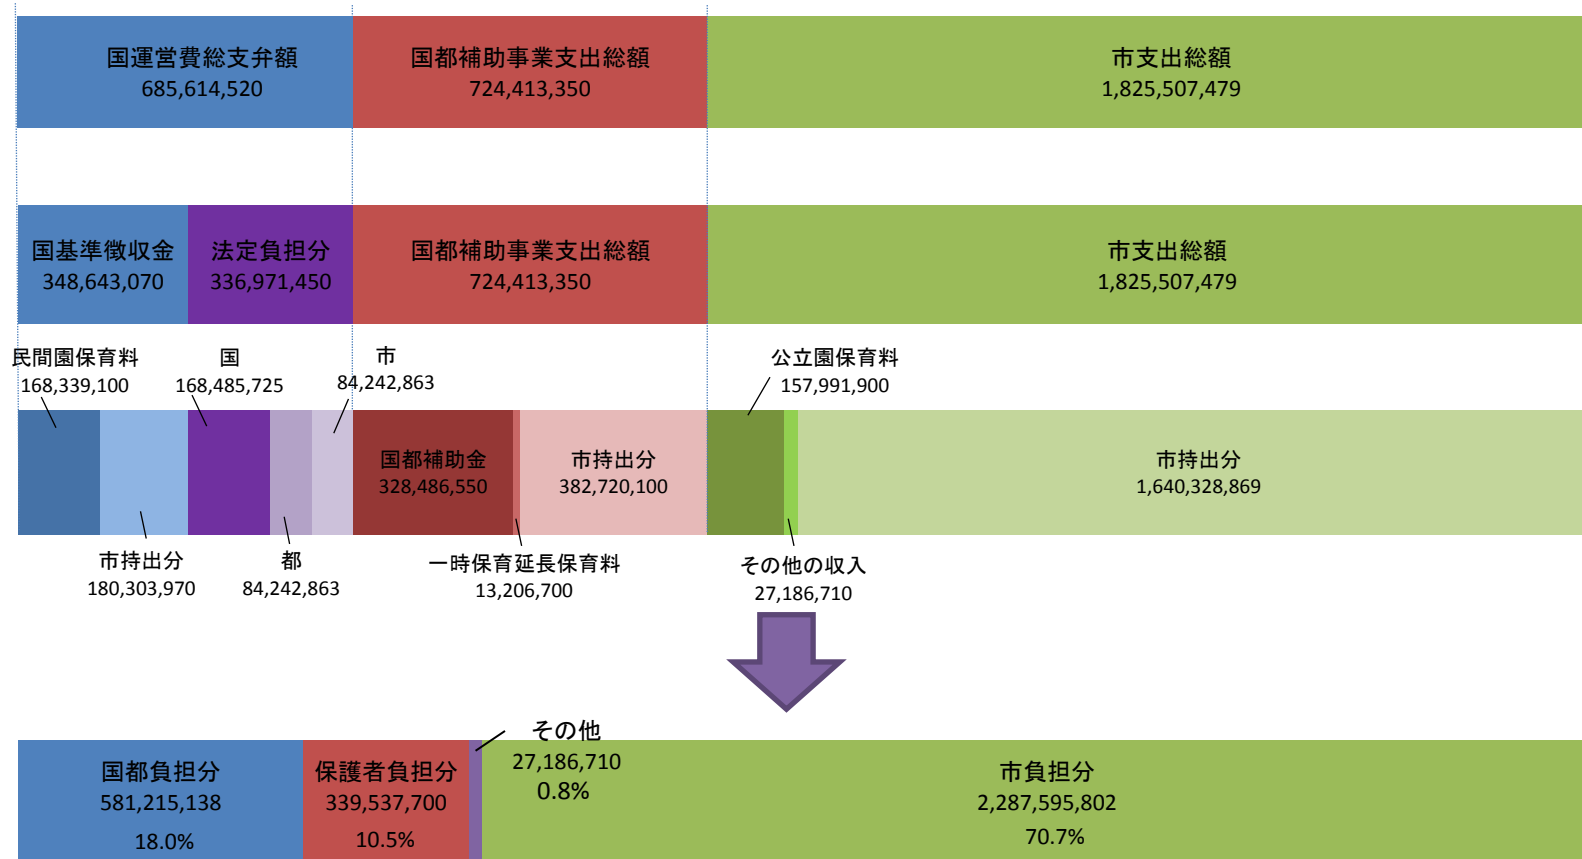 国運営費総支弁額
685,614,520
国都補助事業支出総額
724,413,350
市支出総額
1,825,507,479
国基準徴収金
348,643,070
法定負担分
336,971,450
国都補助事業支出総額
724,413,350
市支出総額
1,825,507,479
民間園保育料
168,339,100
国
168,485,725
市
84,242,863
公立園保育料
157,991,900
国都補助金
328,486,550
市持出分
382,720,100
市持出分
1,640,328,869
市持出分
180,303,970
都
84,242,863
一時保育延長保育料
13,206,700
その他の収入
27,186,710
国都負担分
581,215,138
18.0%
保護者負担分
339,537,700
10.5%
その他
27,186,710
0.8%
市負担分
2,287,595,802
70.7%